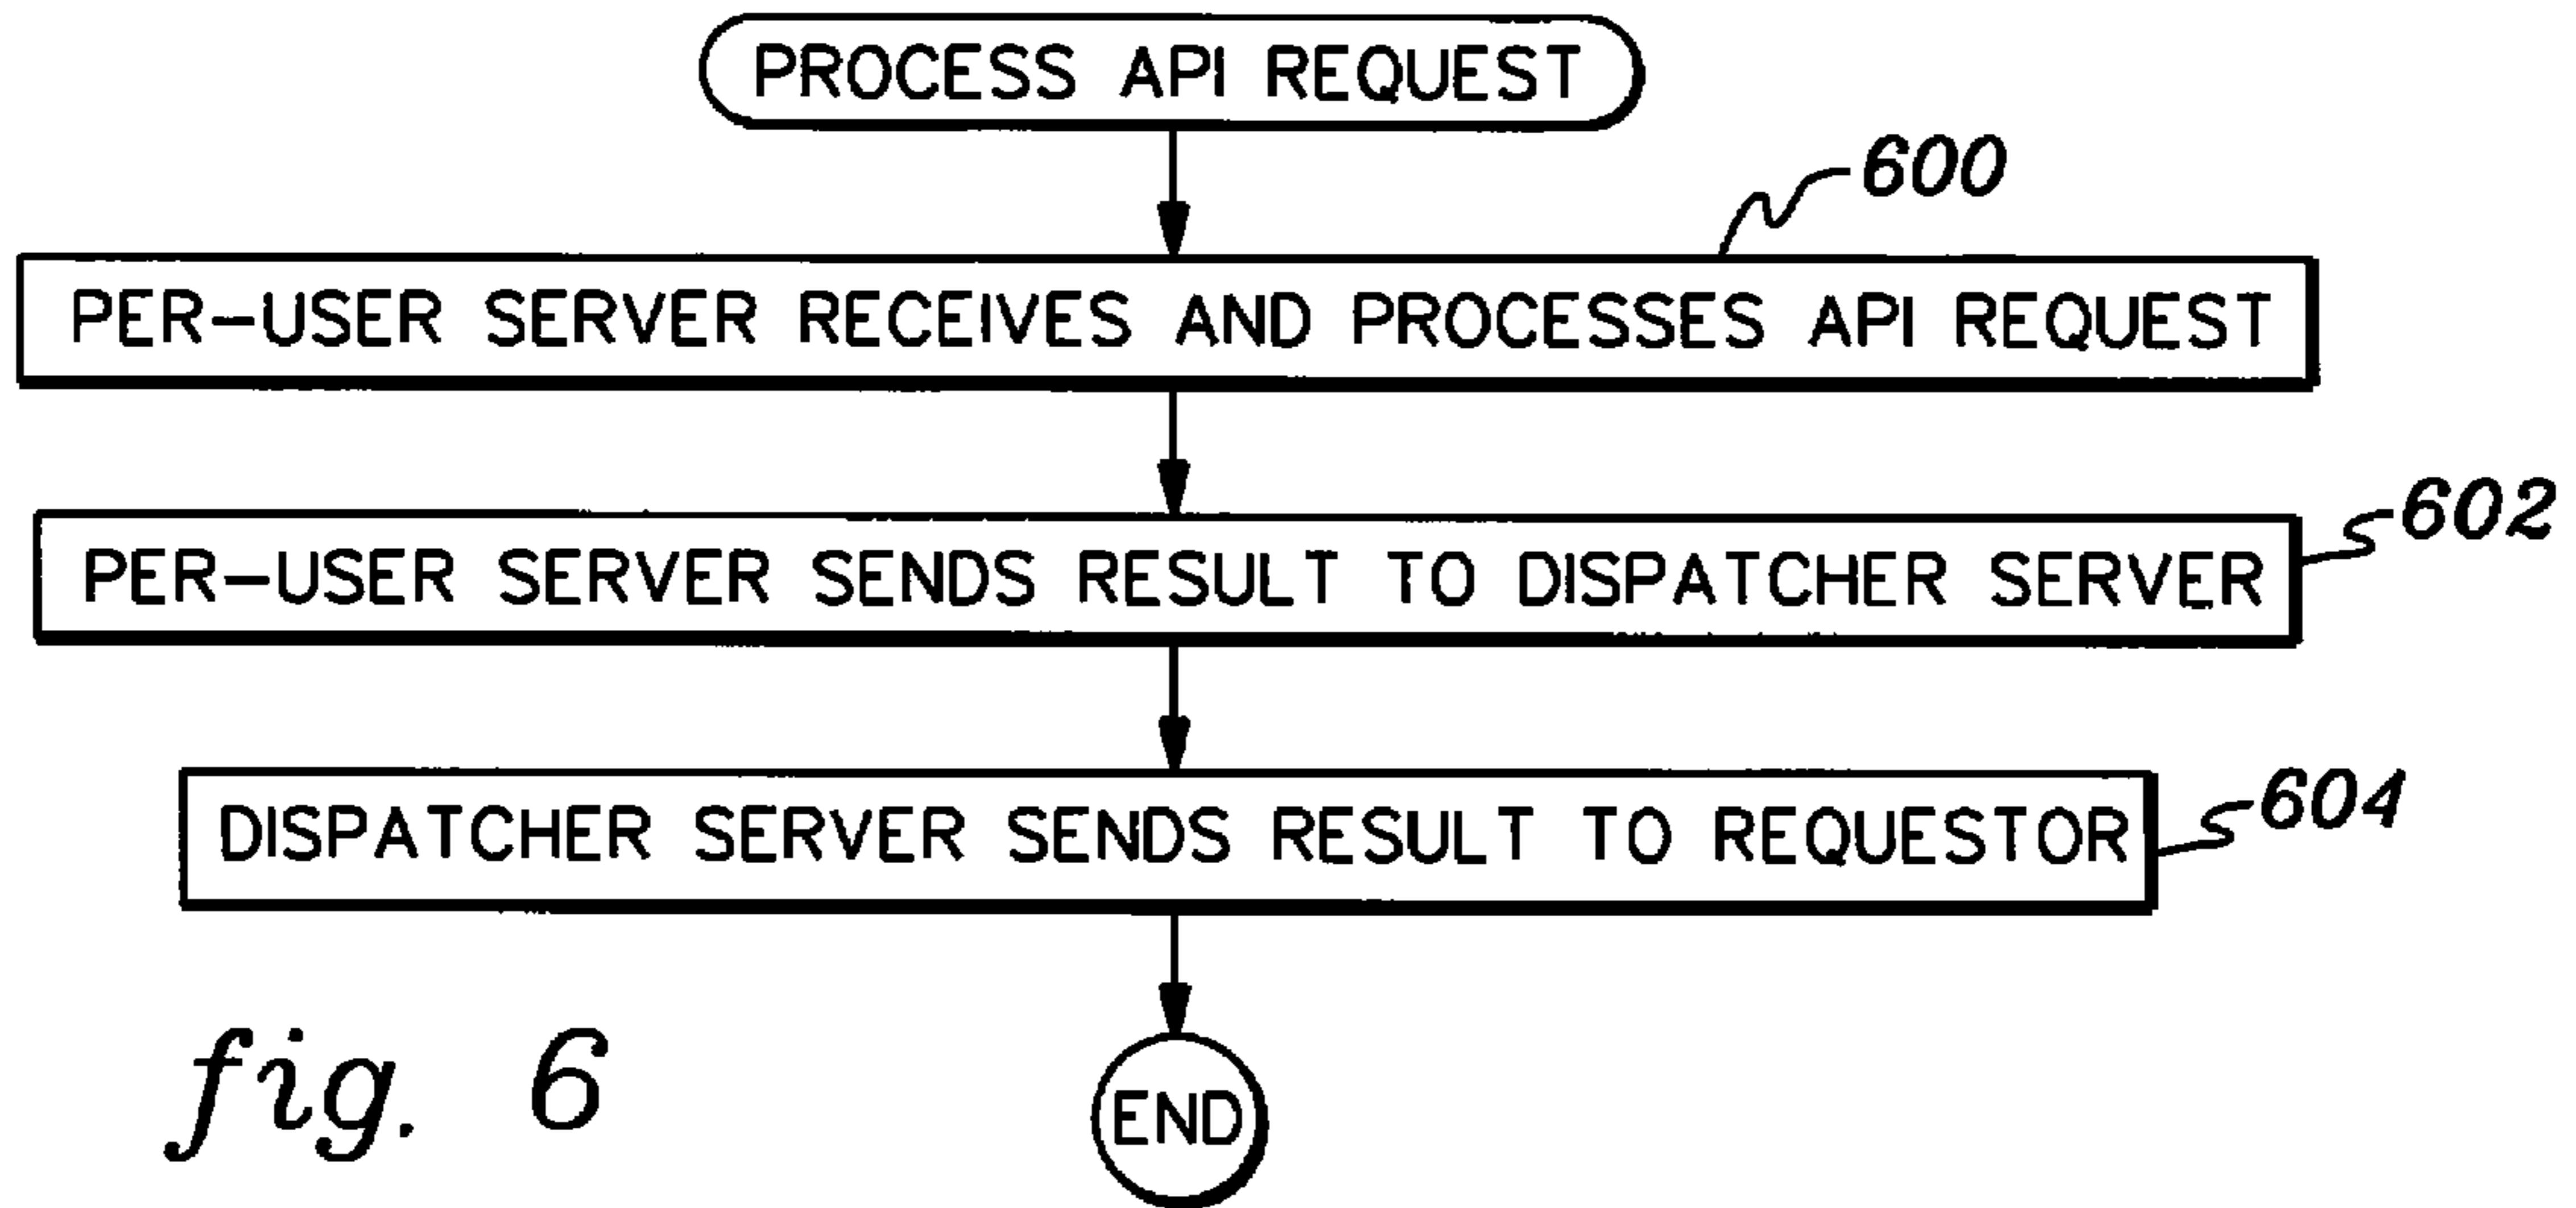 PROCESS API REQUEST
600
PER-USER SERVER RECEIVES AND PROCESSES API REQUEST
602
PER-USER SERVER SENDS RESULT TO DISPATCHER SERVER
604
DISPATCHER SERVER SENDS RESULT TO REQUESTOR
END
fig. 6